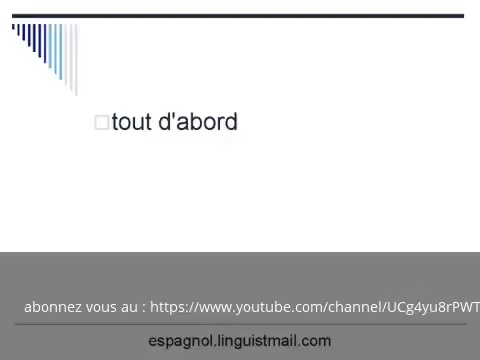 tout d'abord
abonnez vous au : https://www.youtube.com/channel/UCg4yu8rPWT
espagnol.linguistmail.com